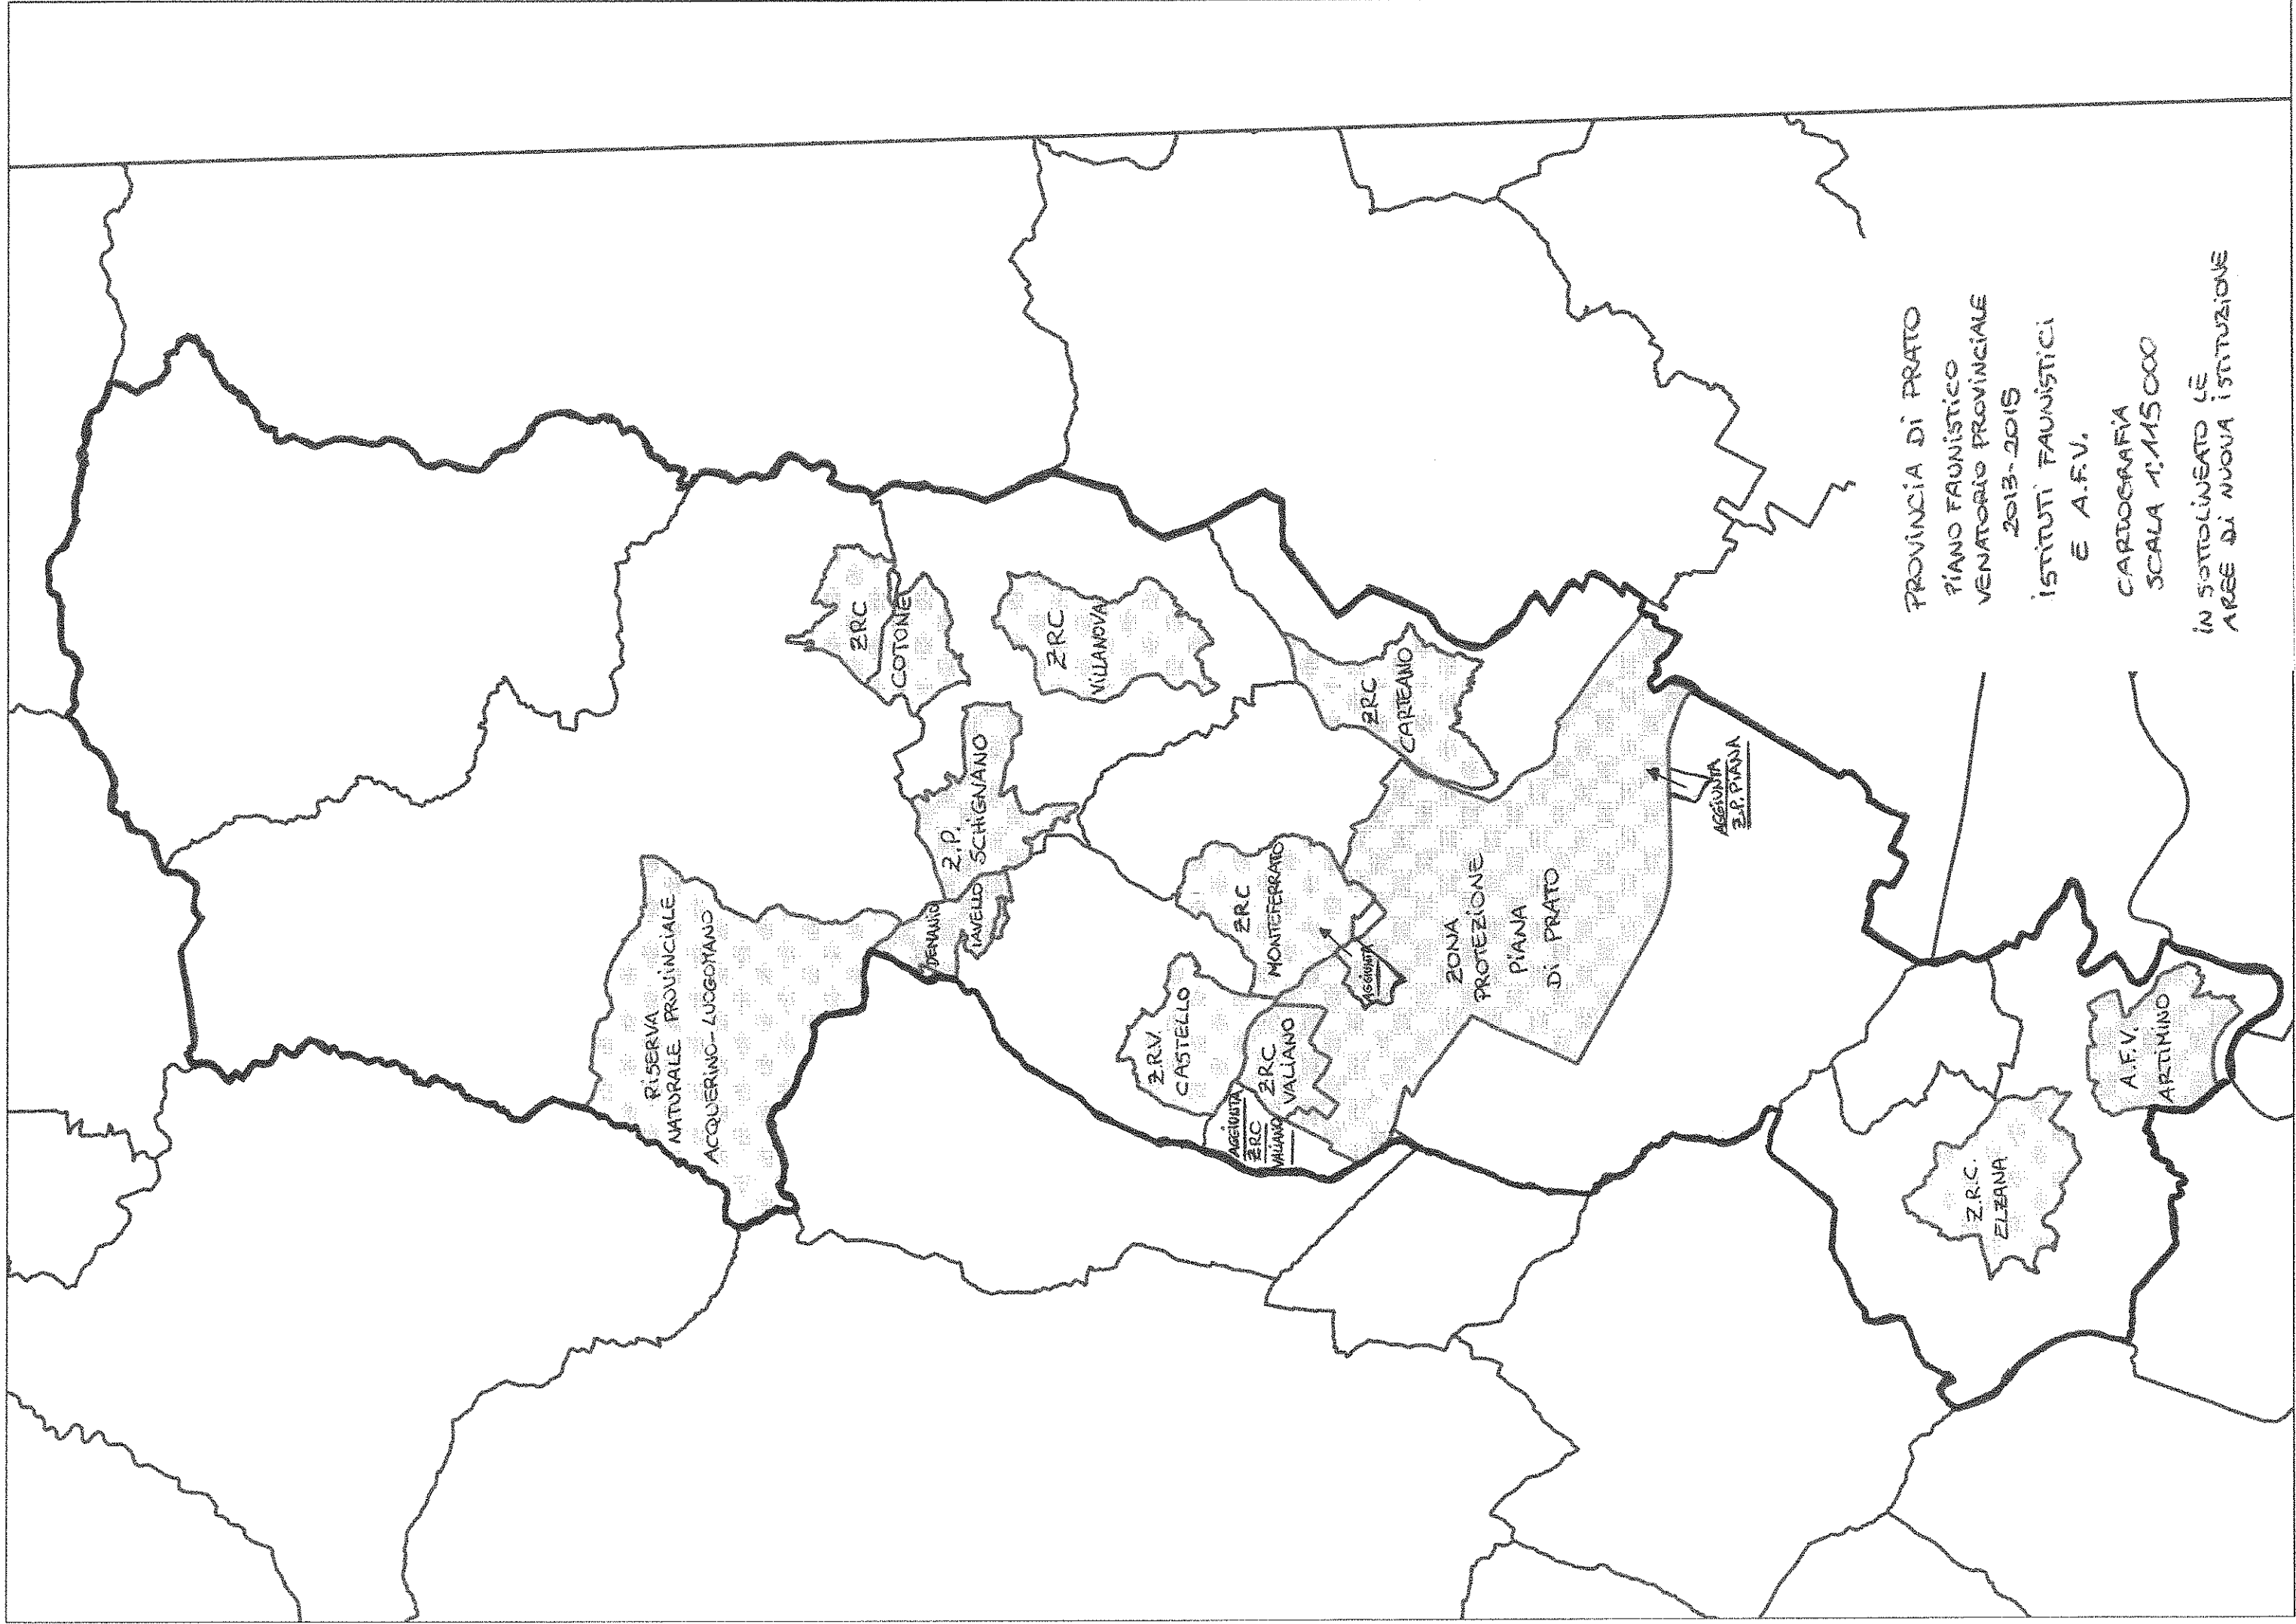 PROVINCIA DI PRATO
PIANO FAUNISTICO
VENATORIO PROVINCIALE
2013-2015
ISTITUTI FAUNISTICI
E A.F.V.
CARTOGRAFIA
SCALA 1:115000
IN SOTTOLINEATO LE
AREE DI NUOVA ISTITUZIONE
RISERVA
NATURALE PROVINCIALE
ACQUERINO-LUOGOMANO
ZRC
COTONE
ZRC
VILLANOVA
Z.P.
SCHIGNANO
DEMANIO
IAVELLO
ZRC
CARTEANO
ZRC
MONTEFERRATO
AGGIUNTA
Z.R.V.
CASTELLO
ZRC
VALIANO
AGGIUNTA
ZRC
VALIANO
ZONA
PROTEZIONE
PIANA
DI PRATO
AGGIUNTA
Z.P. PIANA
Z.R.C.
ELZANA
A.F.V.
ARTIMINO